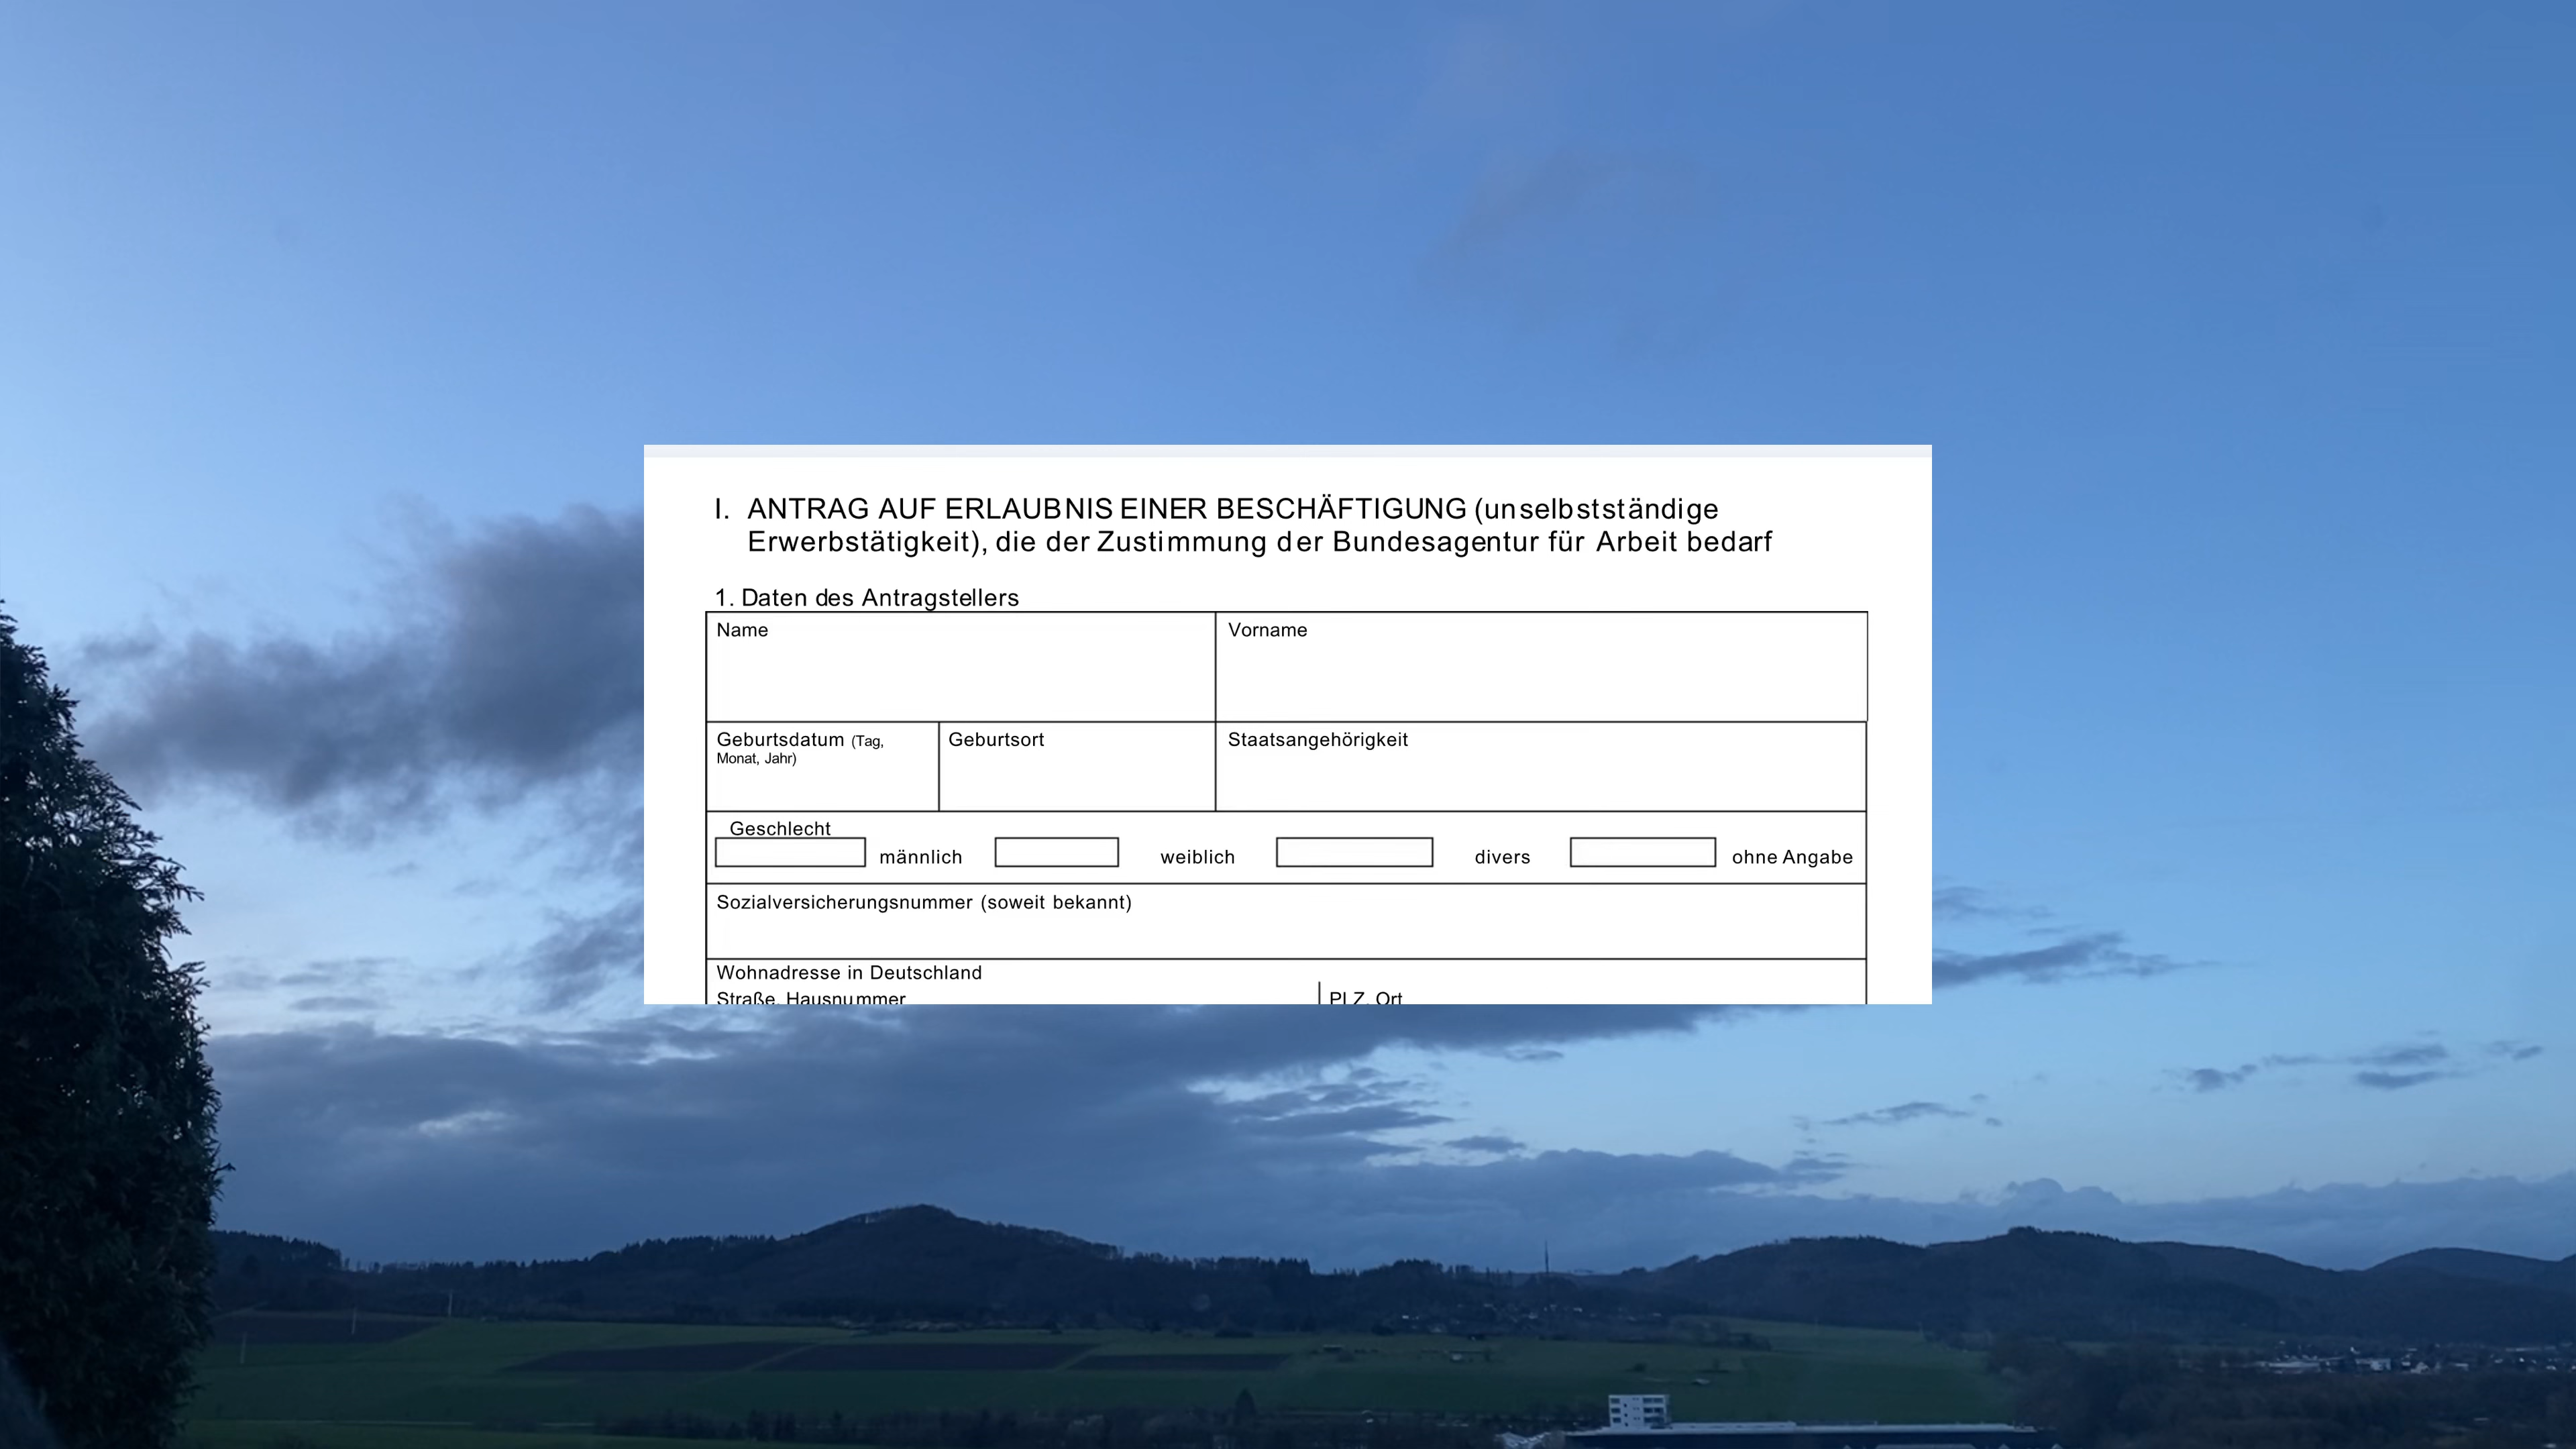 I. ANTRAG AUF ERLAUBNIS EINER BESCHÄFTIGUNG (unselbstständige
Erwerbstätigkeit), die der Zustimmung der Bundesagentur für Arbeit bedarf
1. Daten des Antragstellers
Name Vorname
Geburtsdatum (Tag, Geburtsort Staatsangehörigkeit
Monat, Jahr)
Geschlecht
männlich weiblich divers ohne Angabe
Sozialversicherungsnummer (soweit bekannt)
Wohnadresse in Deutschland
Straße, Hausnummer PLZ, Ort